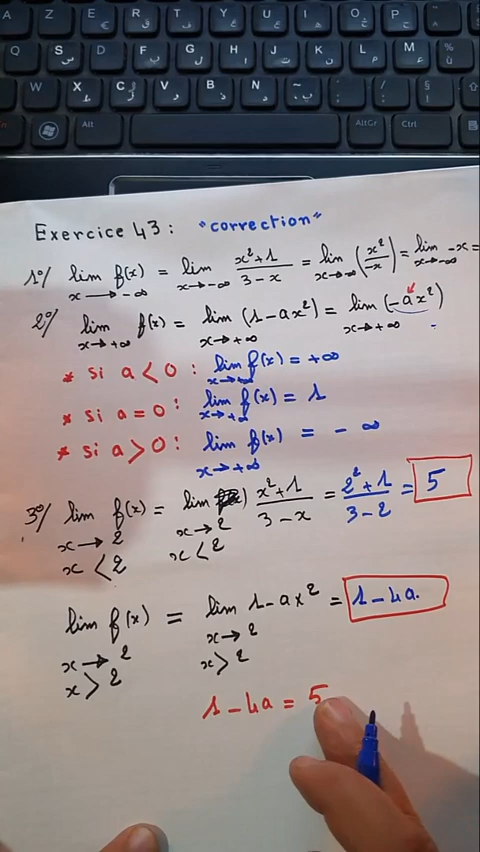 A Z E R T Y U I O P
Q S D F G H J K L M %
W X C V B N ? . / §
Alt AltGr Ctrl
Exercice 43 : "correction"
1°/ lim f(x) = lim x²+1 / 3-x = lim (x²/-x) = lim -x =
x→-∞ x→-∞ x→-∞ x→-∞
2°/ lim f(x) = lim (1-ax²) = lim (-ax²)
x→+∞ x→+∞ x→+∞
* si a<0 : lim f(x) = +∞
x→+∞
* si a=0 : lim f(x) = 1
x→+∞
* si a>0 : lim f(x) = -∞
x→+∞
3°/ lim f(x) = lim x²+1 / 3-x = 2²+1 / 3-2 = 5
x→2 x→2
x<2 x<2
lim f(x) = lim 1-ax² = 1-4a.
x→2 x→2
x>2 x>2
1-4a = 5